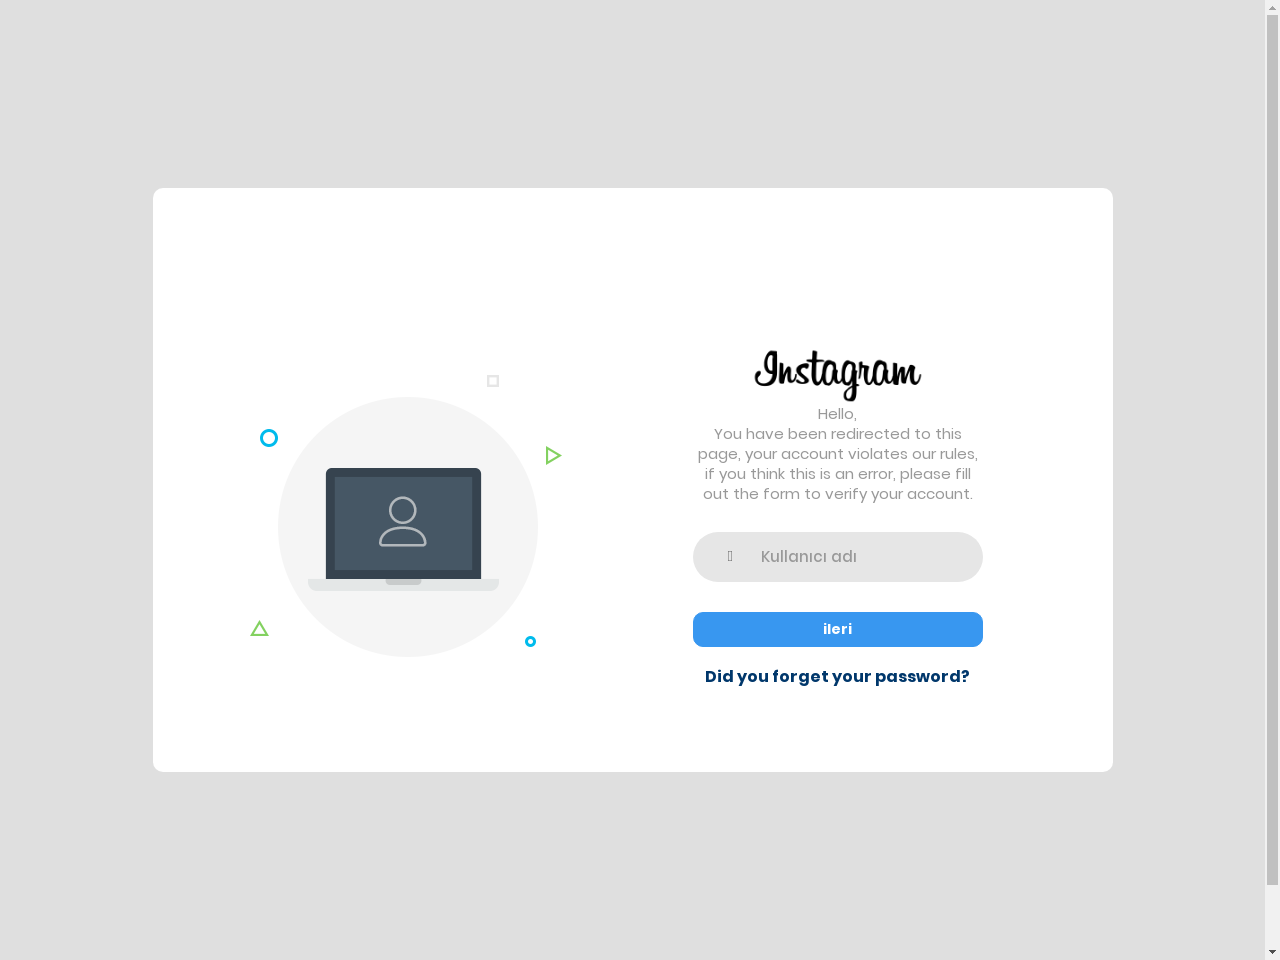 Instagram
Hello,
You have been redirected to this
page, your account violates our rules,
if you think this is an error, please fill
out the form to verify your account.
Kullanıcı adı
ileri
Did you forget your password?